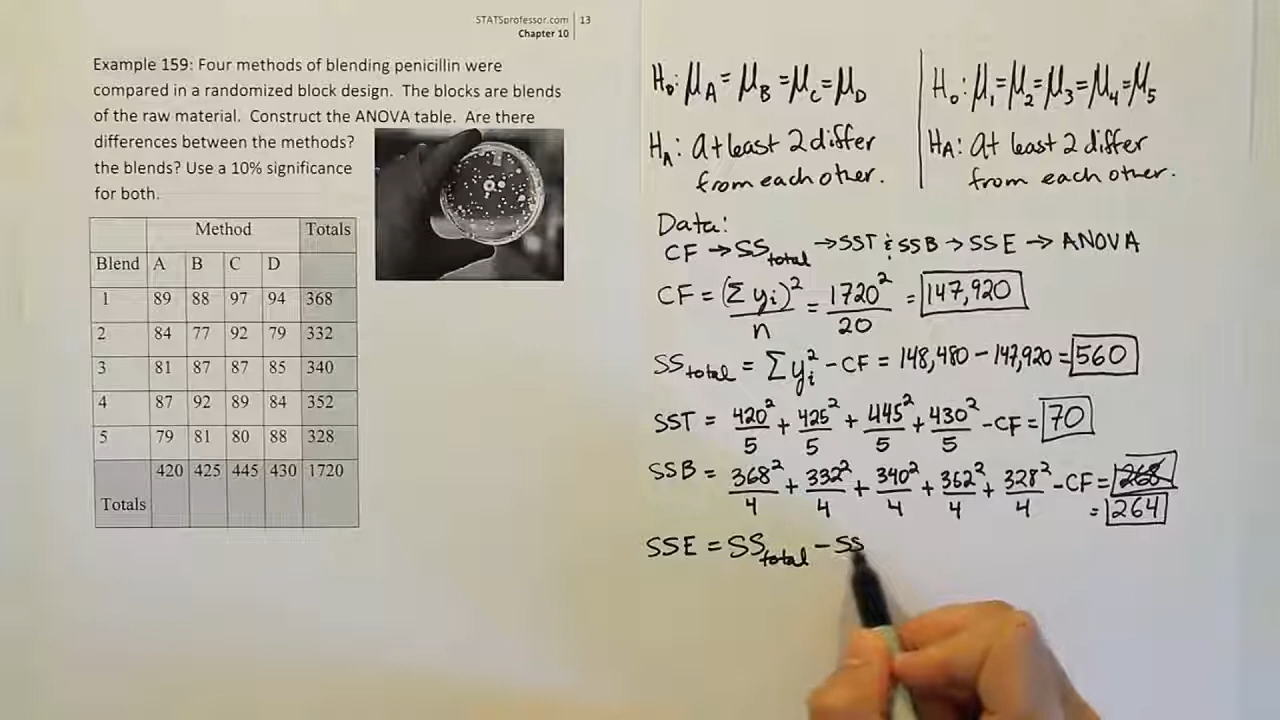 STATSprofessor.com | 13
Chapter 10
Example 159: Four methods of blending penicillin were
compared in a randomized block design. The blocks are blends
of the raw material. Construct the ANOVA table. Are there
differences between the methods?
the blends? Use a 10% significance
for both.
Method Totals
Blend A B C D
1 89 88 97 94 368
2 84 77 92 79 332
3 81 87 87 85 340
4 87 92 89 84 352
5 79 81 80 88 328
Totals 420 425 445 430 1720
H₀: μA = μB = μC = μD
HA: At least 2 differ
from each other.
H₀: μ₁ = μ₂ = μ₃ = μ₄ = μ₅
HA: At least 2 differ
from each other.
Data:
CF → SStotal → SST & SSB → SSE → ANOVA
CF = (Σ yi)²/n = 1720²/20 = 147,920
SStotal = Σ yi² - CF = 148,480 - 147,920 = 560
SST = 420²/5 + 425²/5 + 445²/5 + 430²/5 - CF = 70
SSB = 368²/4 + 332²/4 + 340²/4 + 362²/4 + 328²/4 - CF = 268
= 264
SSE = SStotal - SS